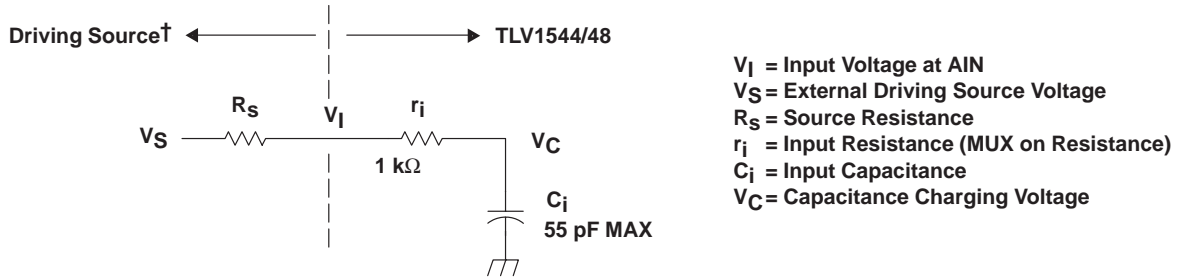 Driving Source† TLV1544/48
Rs VI ri
VS VC
1 kΩ
Ci
55 pF MAX
VI = Input Voltage at AIN
VS = External Driving Source Voltage
Rs = Source Resistance
ri = Input Resistance (MUX on Resistance)
Ci = Input Capacitance
VC = Capacitance Charging Voltage